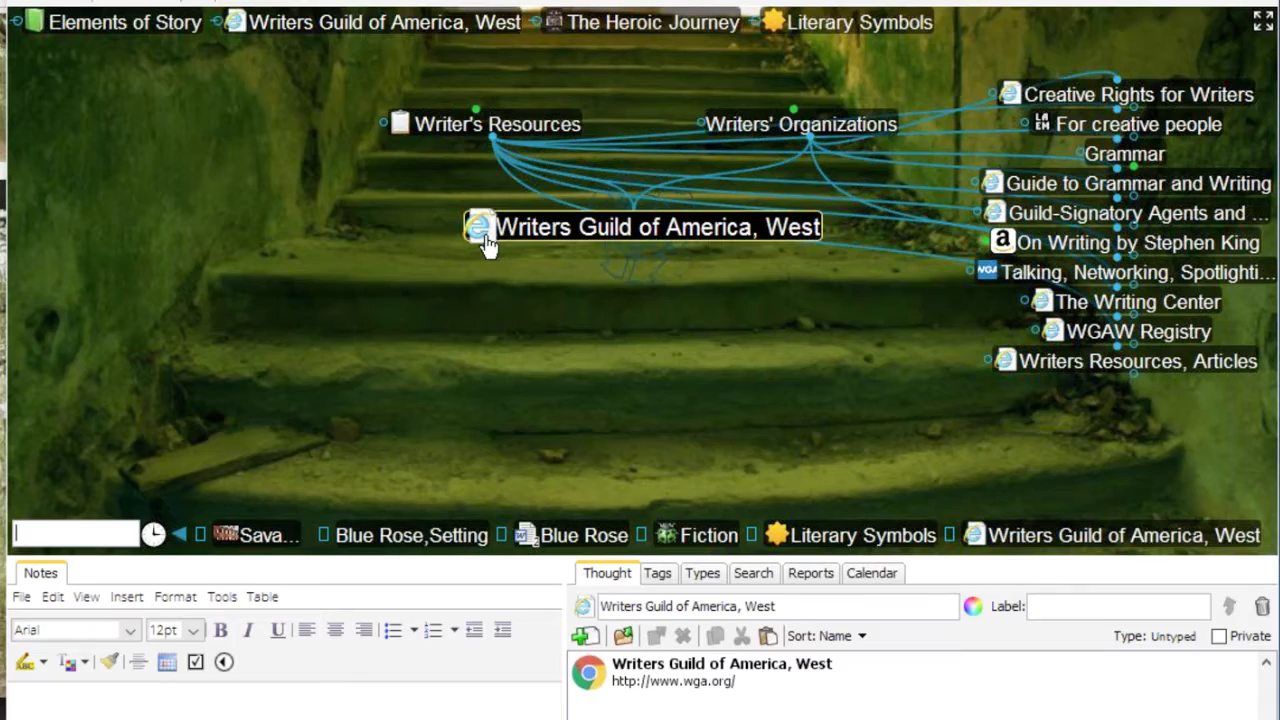 Elements of Story Writers Guild of America, West The Heroic Journey Literary Symbols
Creative Rights for Writers
Writer's Resources Writers' Organizations LA EM For creative people
Grammar
Guide to Grammar and Writing
Guild-Signatory Agents and ...
Writers Guild of America, West
a On Writing by Stephen King
WGA Talking, Networking, Spotlighti...
The Writing Center
WGAW Registry
Writers Resources, Articles
Sava... Blue Rose,Setting Blue Rose Fiction Literary Symbols Writers Guild of America, West
Notes
Thought Tags Types Search Reports Calendar
File Edit View Insert Format Tools Table
Writers Guild of America, West Label:
Arial 12pt B I U
Sort: Name Type: Untyped Private
ABC T
Writers Guild of America, West
http://www.wga.org/